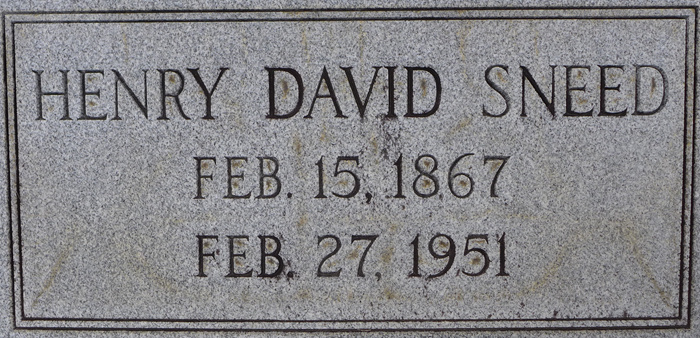 HENRY DAVID SNEED
FEB. 15, 1867
FEB. 27, 1951